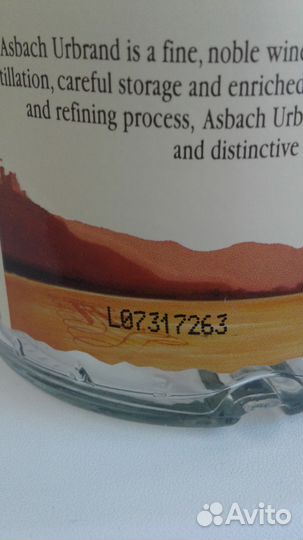 Asbach Urbrand is a fine, noble wine
tillation, careful storage and enriched
and refining process, Asbach Urb
and distinctive
L07317263
Avito